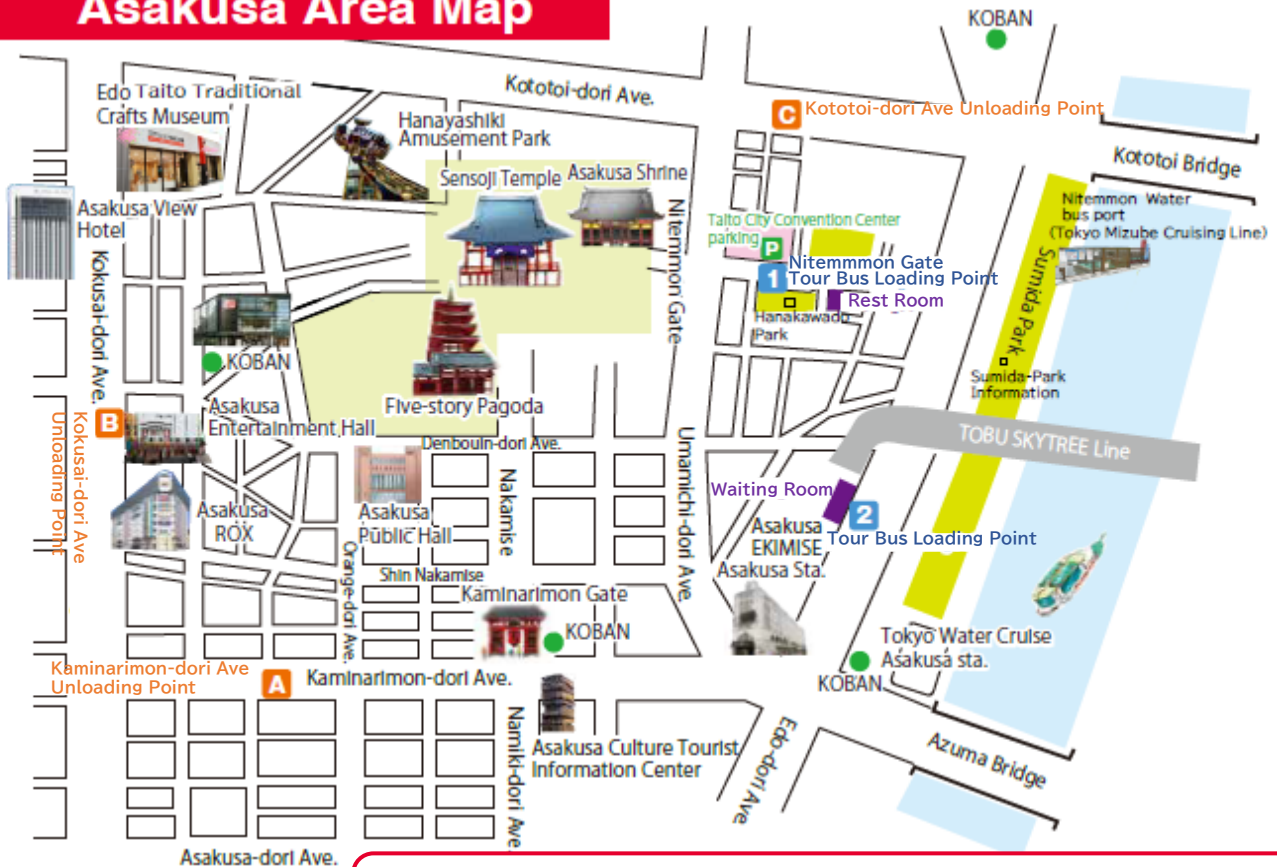 Asakusa Area Map
KOBAN
Kototoi-dori Ave.
Edo Taito Traditional
Crafts Museum
Hanayashiki
Amusement Park
C
Kototoi-dori Ave Unloading Point
Kototoi Bridge
Sensoji Temple
Asakusa Shrine
Asakusa View
Hotel
Nitemmon Gate
Taito City Convention Center
parking
P
Nitemmon Water
bus port
(Tokyo Mizube Cruising Line)
Kokusai-dori Ave.
1
Nitemmmon Gate
Tour Bus Loading Point
Rest Room
Hanakawado
Park
Sumida Park
KOBAN
Sumida-Park
Information
B
Kokusai-dori Ave
Unloading Point
Asakusa
Entertainment Hall
Five-story Pagoda
Denbouin-dori Ave.
TOBU SKYTREE Line
Umamichi-dori Ave.
Nakamise
Waiting Room
2
Tour Bus Loading Point
Asakusa
ROX
Asakusa
Public Hall
Asakusa
EKIMISE
Asakusa Sta.
Orange-dori Ave.
Shin Nakamise
Kaminarimon Gate
KOBAN
Tokyo Water Cruise
Asakusa sta.
KOBAN
Kaminarimon-dori Ave
Unloading Point
A
Kaminarimon-dori Ave.
Namiki-dori Ave.
Asakusa Culture Tourist
Information Center
Edo-dori Ave.
Azuma Bridge
Asakusa-dori Ave.